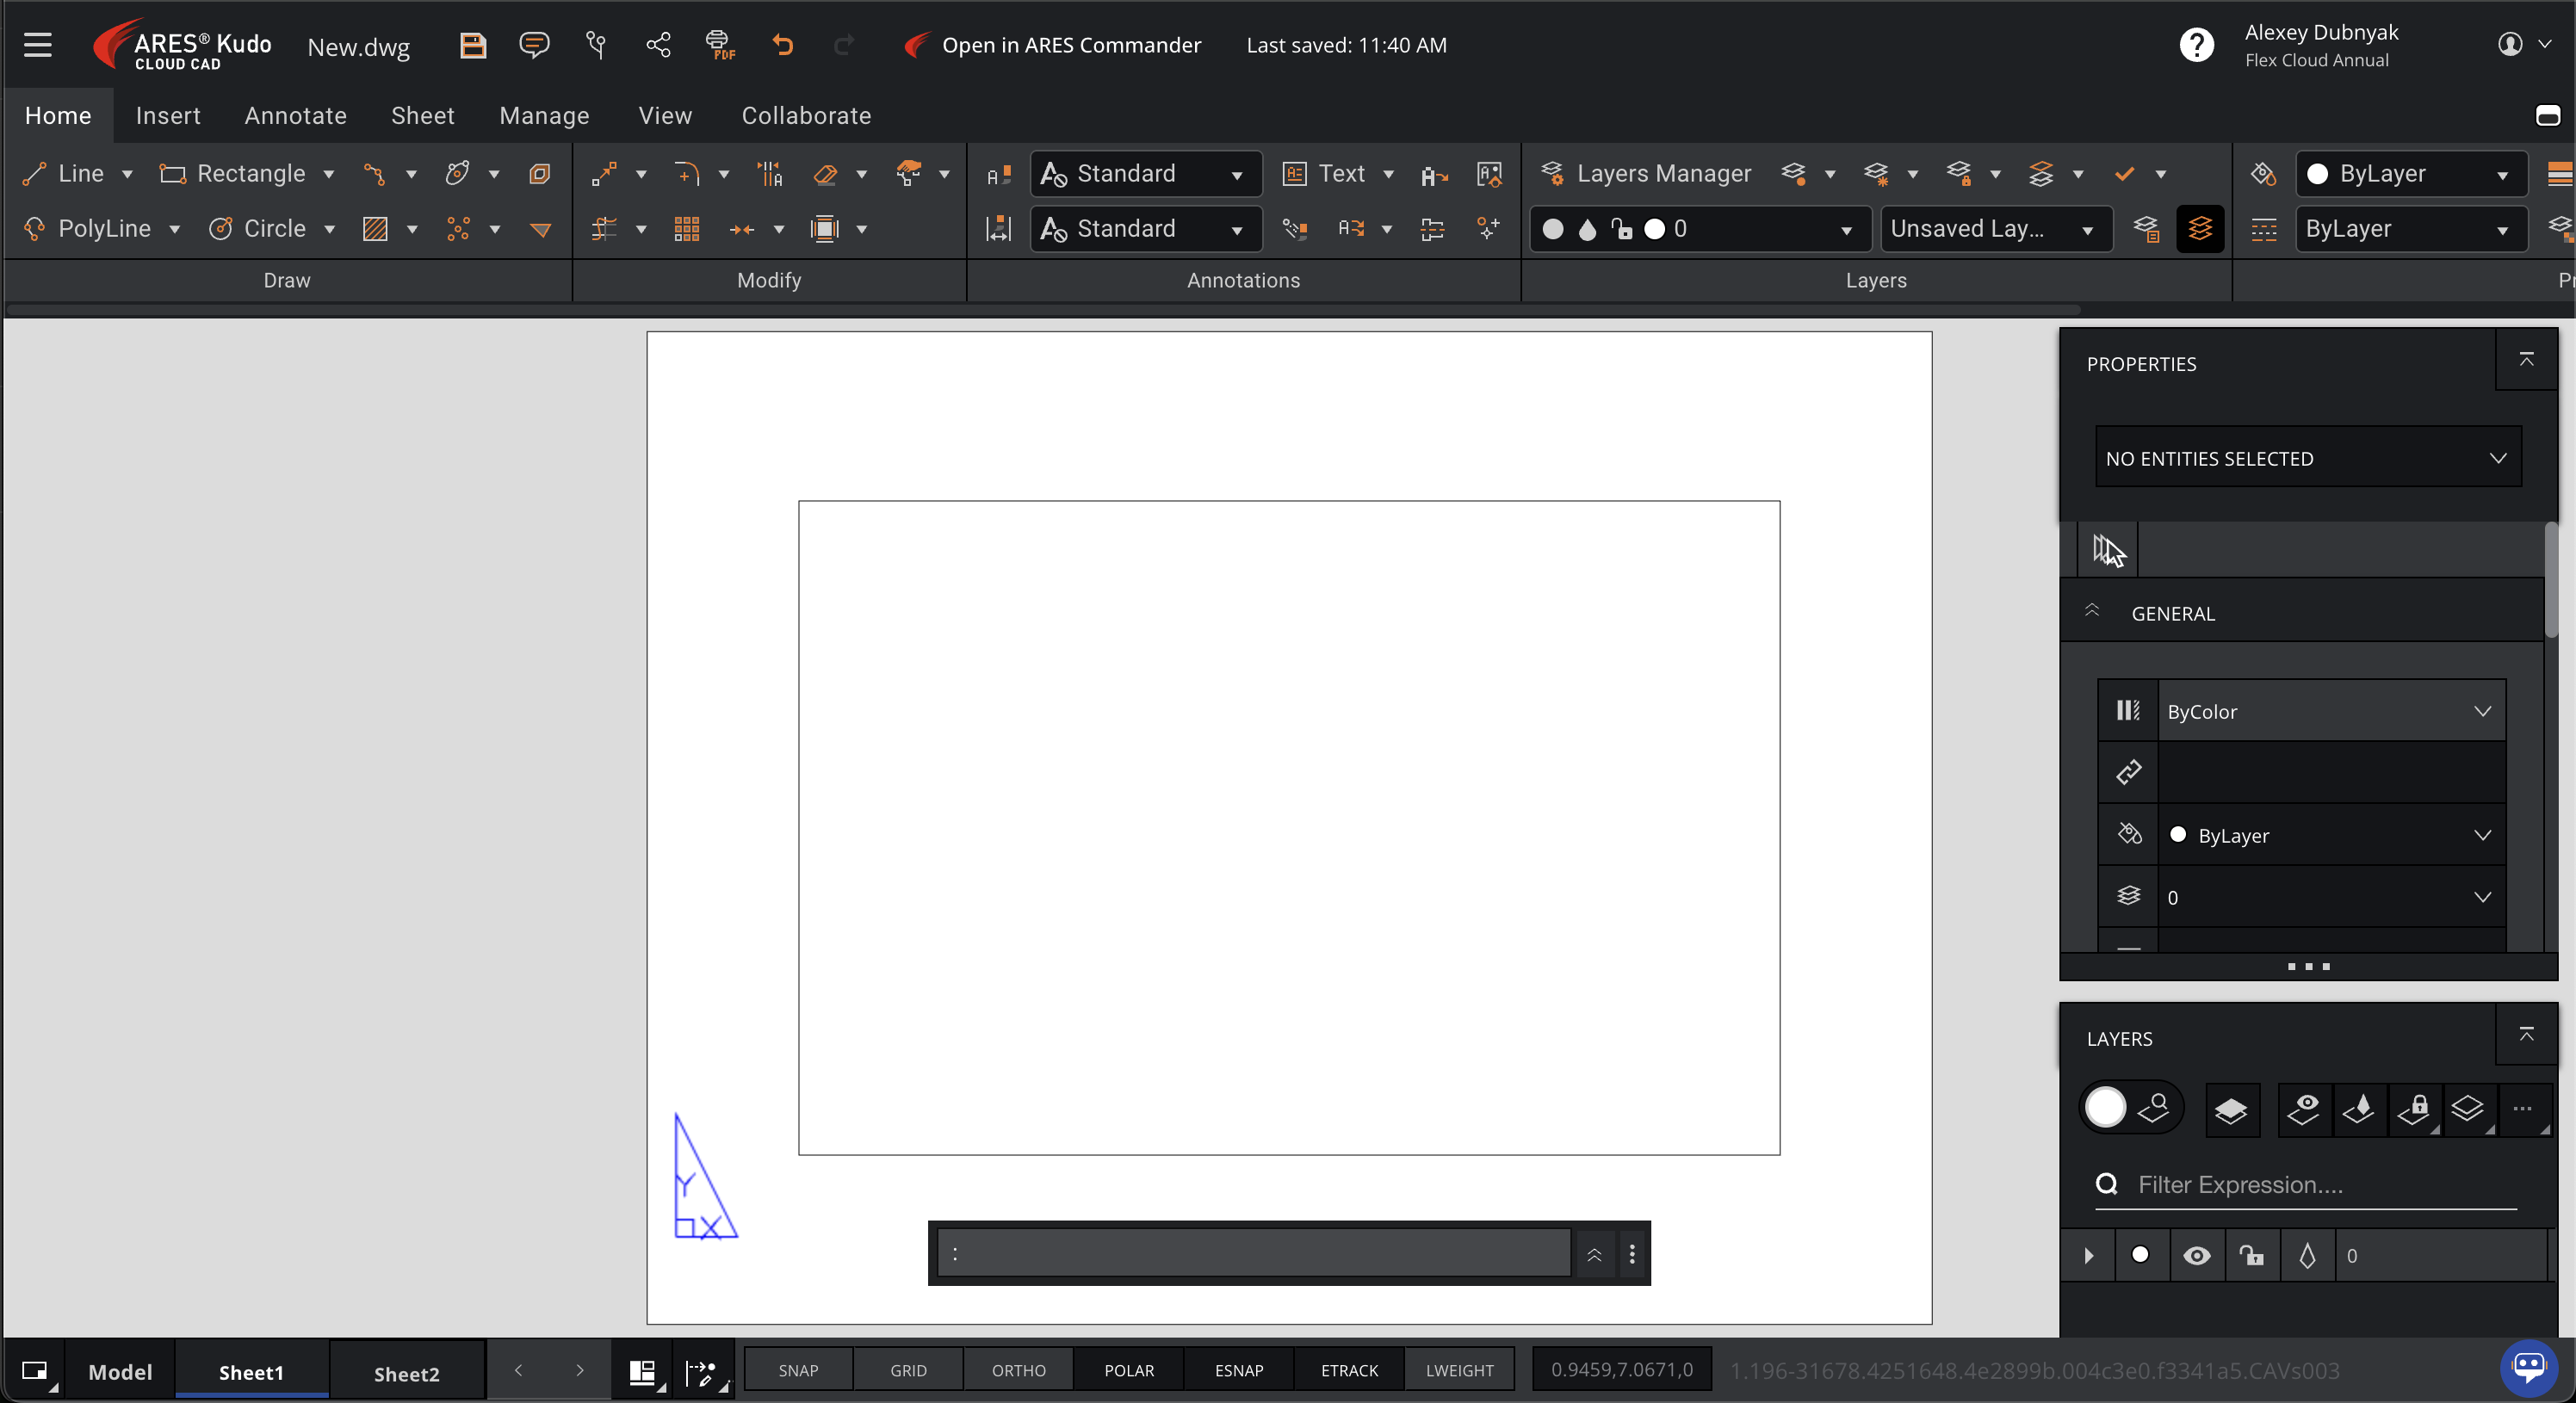 ARES® Kudo
CLOUD CAD
New.dwg
PDF
Open in ARES Commander
Last saved: 11:40 AM
?
Alexey Dubnyak
Flex Cloud Annual
Home Insert Annotate Sheet Manage View Collaborate
Line Rectangle Standard Text Layers Manager ByLayer
PolyLine Circle Standard 0 Unsaved Lay... ByLayer
Draw Modify Annotations Layers Pr
PROPERTIES
NO ENTITIES SELECTED
GENERAL
ByColor
ByLayer
0
LAYERS
Filter Expression....
0
Y
X
:
Model Sheet1 Sheet2 SNAP GRID ORTHO POLAR ESNAP ETRACK LWEIGHT 0.9459,7.0671,0 1.196-31678.4251648.4e2899b.004c3e0.f3341a5.CAVs003